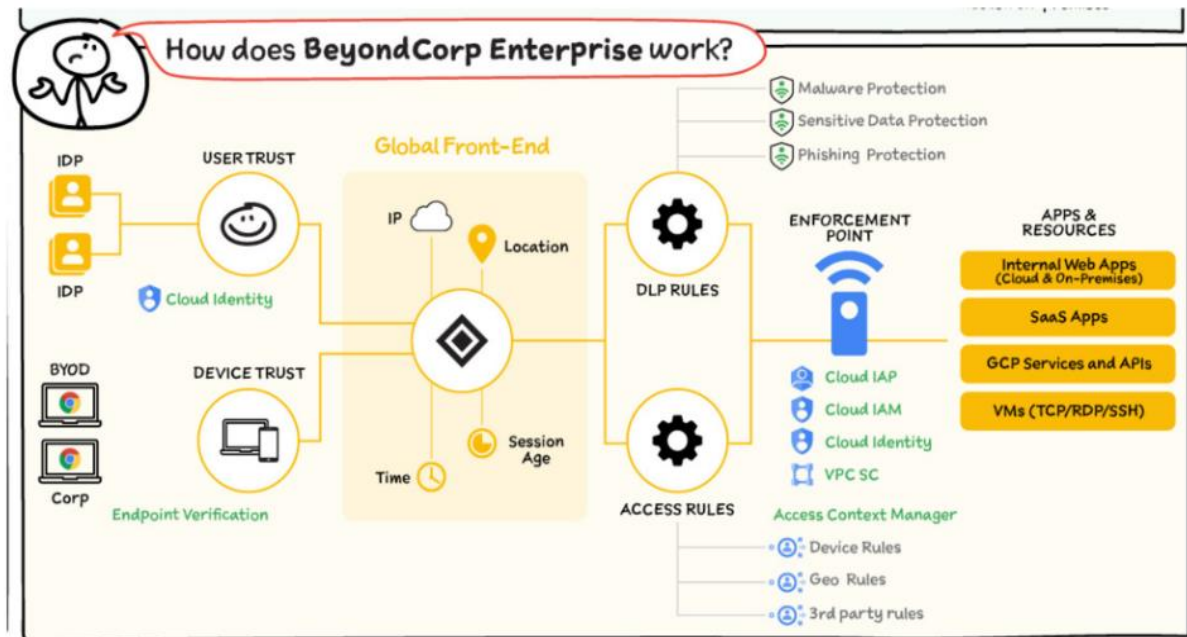 How does BeyondCorp Enterprise work?
Malware Protection
Sensitive Data Protection
Phishing Protection
Global Front-End
IDP
IDP
USER TRUST
Cloud Identity
IP
Location
DLP RULES
ENFORCEMENT
POINT
APPS &
RESOURCES
Internal Web Apps
(Cloud & On-Premises)
SaaS Apps
GCP Services and APIs
VMs (TCP/RDP/SSH)
BYOD
Corp
DEVICE TRUST
Endpoint Verification
Time
Session
Age
ACCESS RULES
Cloud IAP
Cloud IAM
Cloud Identity
VPC SC
Access Context Manager
Device Rules
Geo Rules
3rd party rules